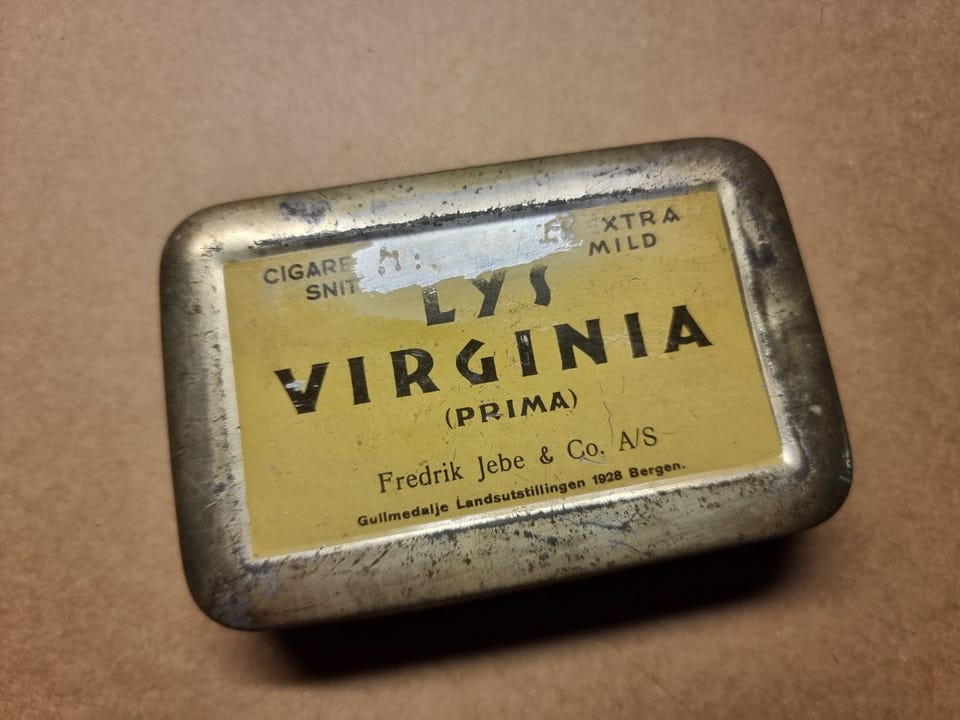 CIGARE EXTRA
SNIT MILD
LYS
VIRGINIA
(PRIMA)
Fredrik Jebe & Co. A/S
Gullmedalje Landsutstillingen 1928 Bergen.